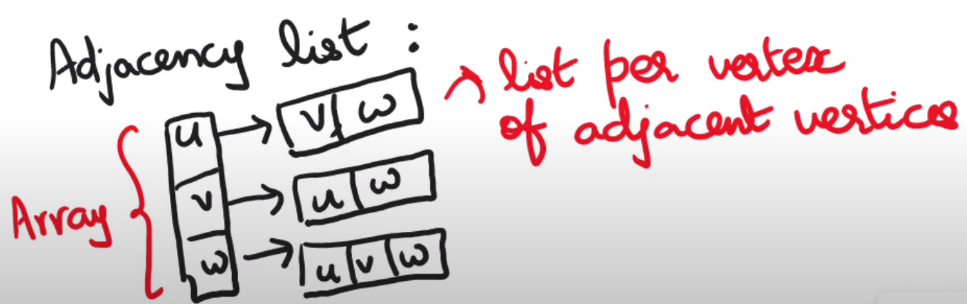 Adjacency list :
list per vertex
of adjacent vertices
Array
u
v w
v
u w
w
u v w